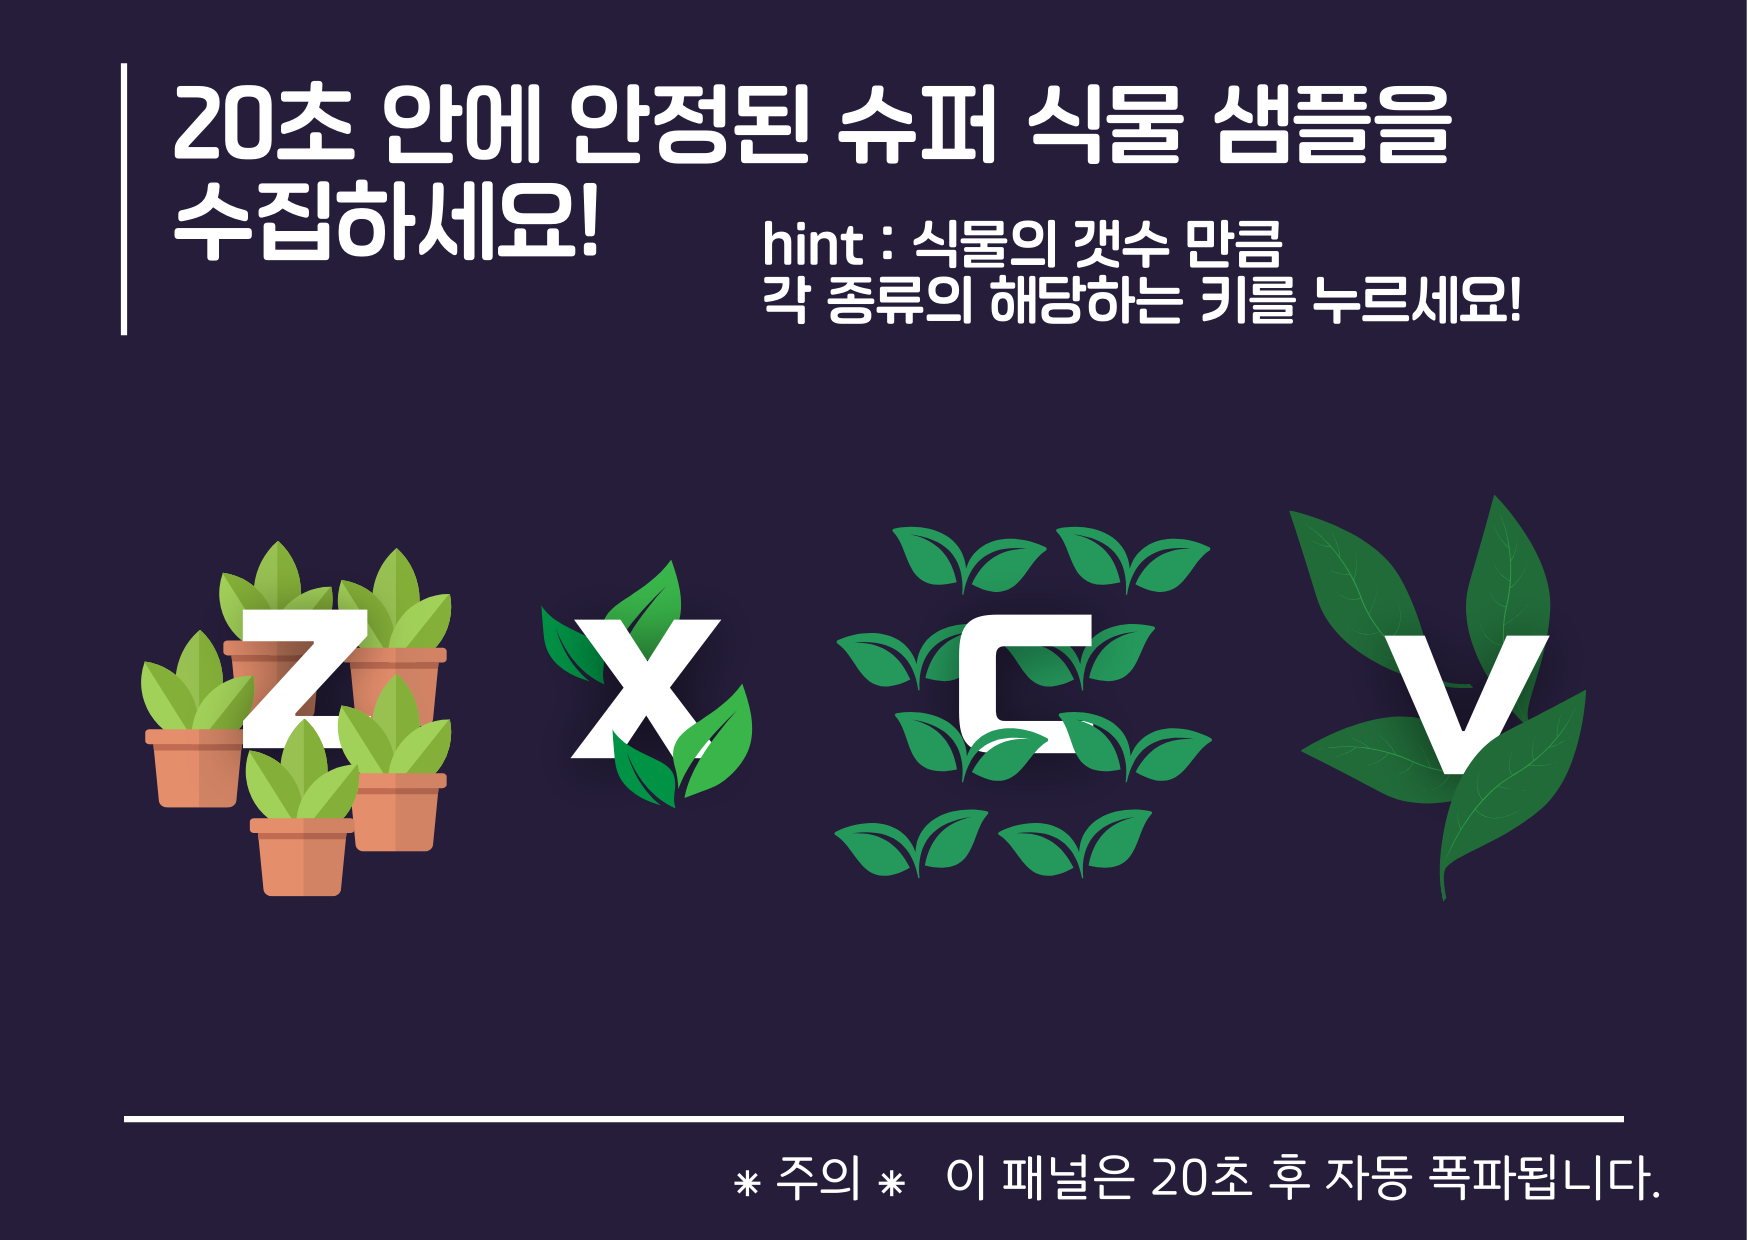 20초 안에 안정된 슈퍼 식물 샘플을
수집하세요!
hint : 식물의 갯수 만큼
각 종류의 해당하는 키를 누르세요!
z x c v
* 주의 * 이 패널은 20초 후 자동 폭파됩니다.